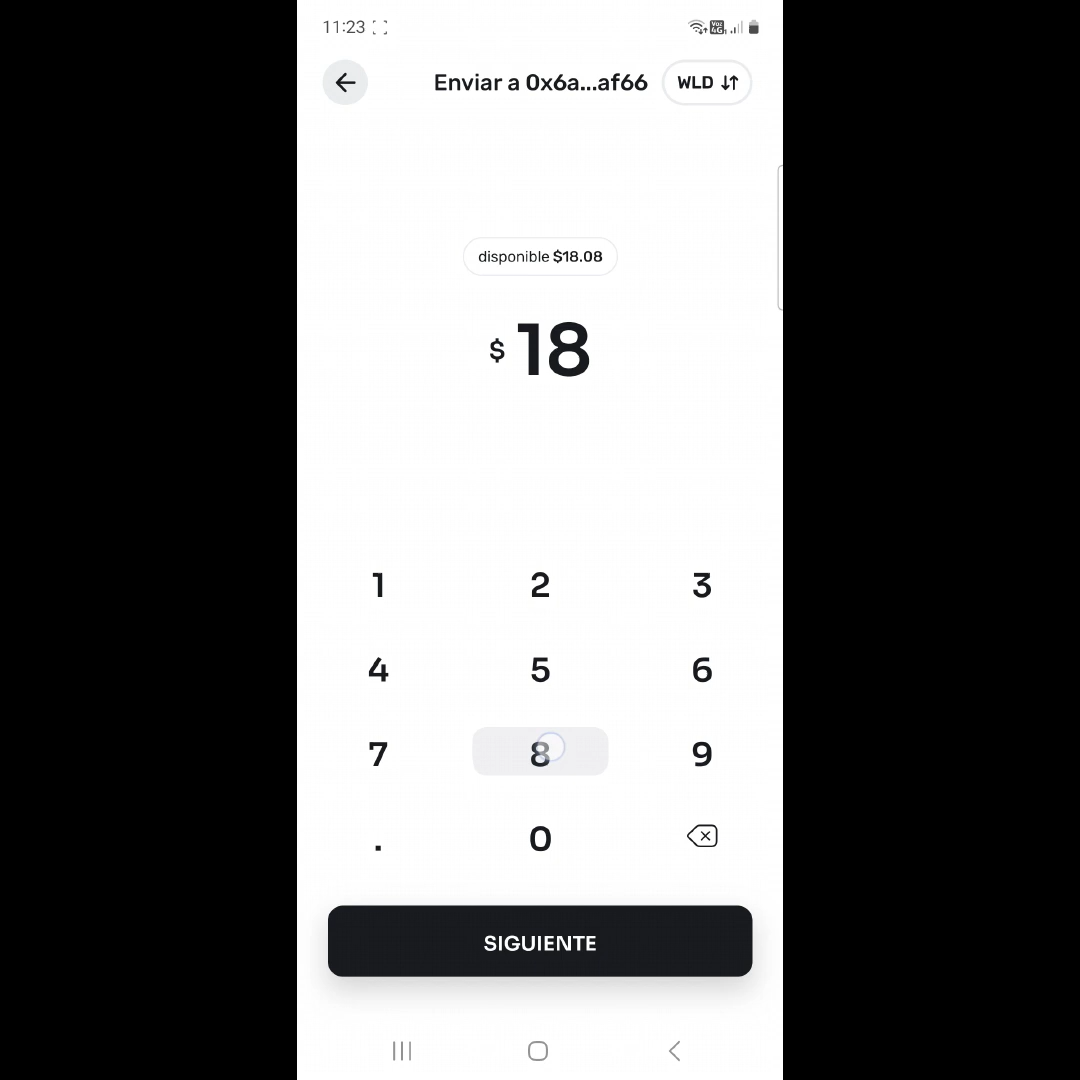 11:23
Enviar a 0x6a...af66 WLD
disponible $18.08
$ 18
1 2 3
4 5 6
7 8 9
. 0
SIGUIENTE